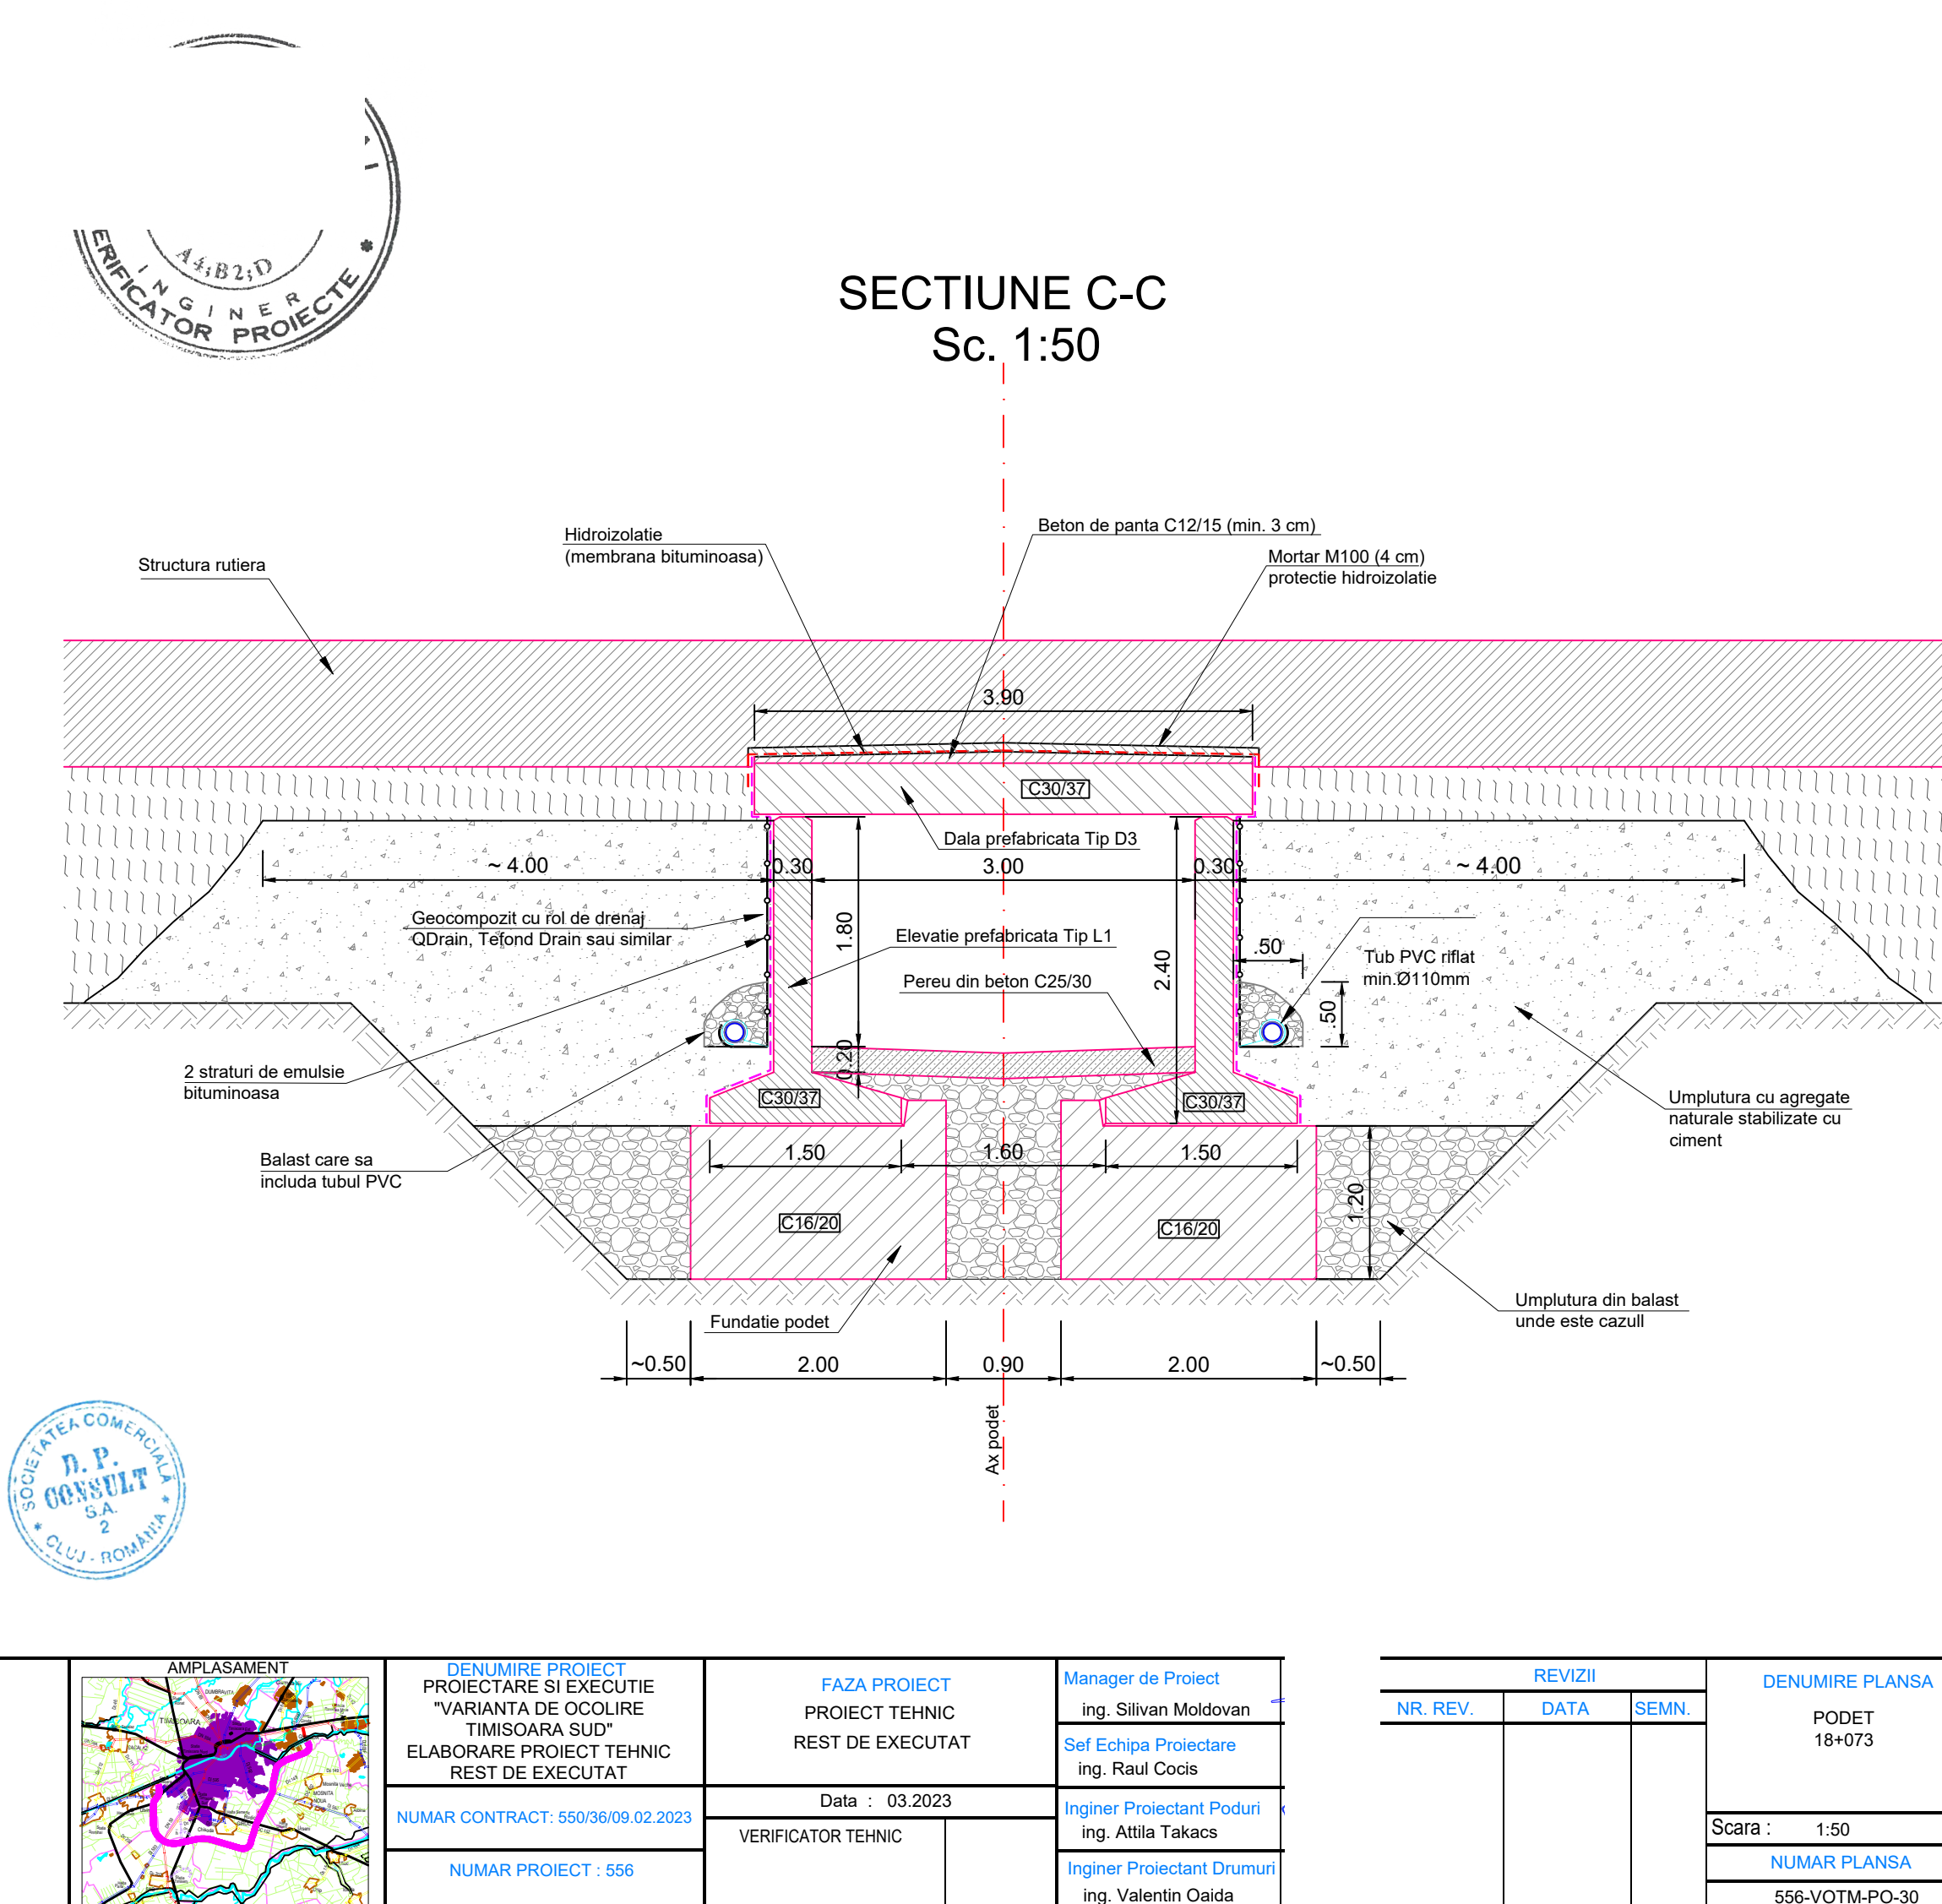 A4;B2;D
INGINER
ERIFICATOR PROIECTE *
SECTIUNE C-C
Sc. 1:50
Hidroizolatie
(membrana bituminoasa)
Beton de panta C12/15 (min. 3 cm)
Structura rutiera
Mortar M100 (4 cm)
protectie hidroizolatie
3.90
C30/37
Dala prefabricata Tip D3
~ 4.00
0.30
3.00
0.30
~ 4.00
Geocompozit cu rol de drenaj
QDrain, Tefond Drain sau similar
1.80
Elevatie prefabricata Tip L1
.50
Tub PVC riflat
min.Ø110mm
2.40
Pereu din beton C25/30
.50
0.20
2 straturi de emulsie
bituminoasa
C30/37
C30/37
Umplutura cu agregate
naturale stabilizate cu
ciment
Balast care sa
includa tubul PVC
1.50
1.60
1.50
1.20
C16/20
C16/20
Umplutura din balast
unde este cazull
Fundatie podet
~0.50
2.00
0.90
2.00
~0.50
Ax podet
SOCIETATEA COMERCIALĂ
D. P.
CONSULT
S.A.
2
* CLUJ - ROMÂNIA *
AMPLASAMENT
DUMBRAVITA
TIMISOARA
MOSNITA
NOUA
DENUMIRE PROIECT
PROIECTARE SI EXECUTIE
"VARIANTA DE OCOLIRE
TIMISOARA SUD"
ELABORARE PROIECT TEHNIC
REST DE EXECUTAT
NUMAR CONTRACT: 550/36/09.02.2023
NUMAR PROIECT : 556
FAZA PROIECT
PROIECT TEHNIC
REST DE EXECUTAT
Data : 03.2023
VERIFICATOR TEHNIC
Manager de Proiect
ing. Silivan Moldovan
Sef Echipa Proiectare
ing. Raul Cocis
Inginer Proiectant Poduri
ing. Attila Takacs
Inginer Proiectant Drumuri
ing. Valentin Oaida
REVIZII
NR. REV.
DATA
SEMN.
DENUMIRE PLANSA
PODET
18+073
Scara : 1:50
NUMAR PLANSA
556-VOTM-PO-30